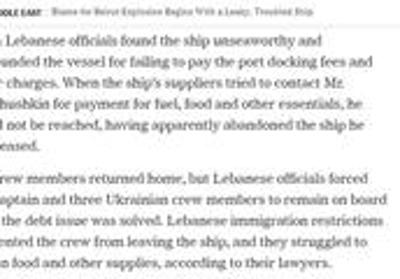 DDLE EAST | Blame for Beirut Explosion Begins With a Leaky, Troubled Ship
Lebanese officials found the ship unseaworthy and
unded the vessel for failing to pay the port docking fees and
charges. When the ship's suppliers tried to contact Mr.
hushkin for payment for fuel, food and other essentials, he
not be reached, having apparently abandoned the ship he
eased.
rew members returned home, but Lebanese officials forced
aptain and three Ukrainian crew members to remain on board
the debt issue was solved. Lebanese immigration restrictions
ented the crew from leaving the ship, and they struggled to
n food and other supplies, according to their lawyers.